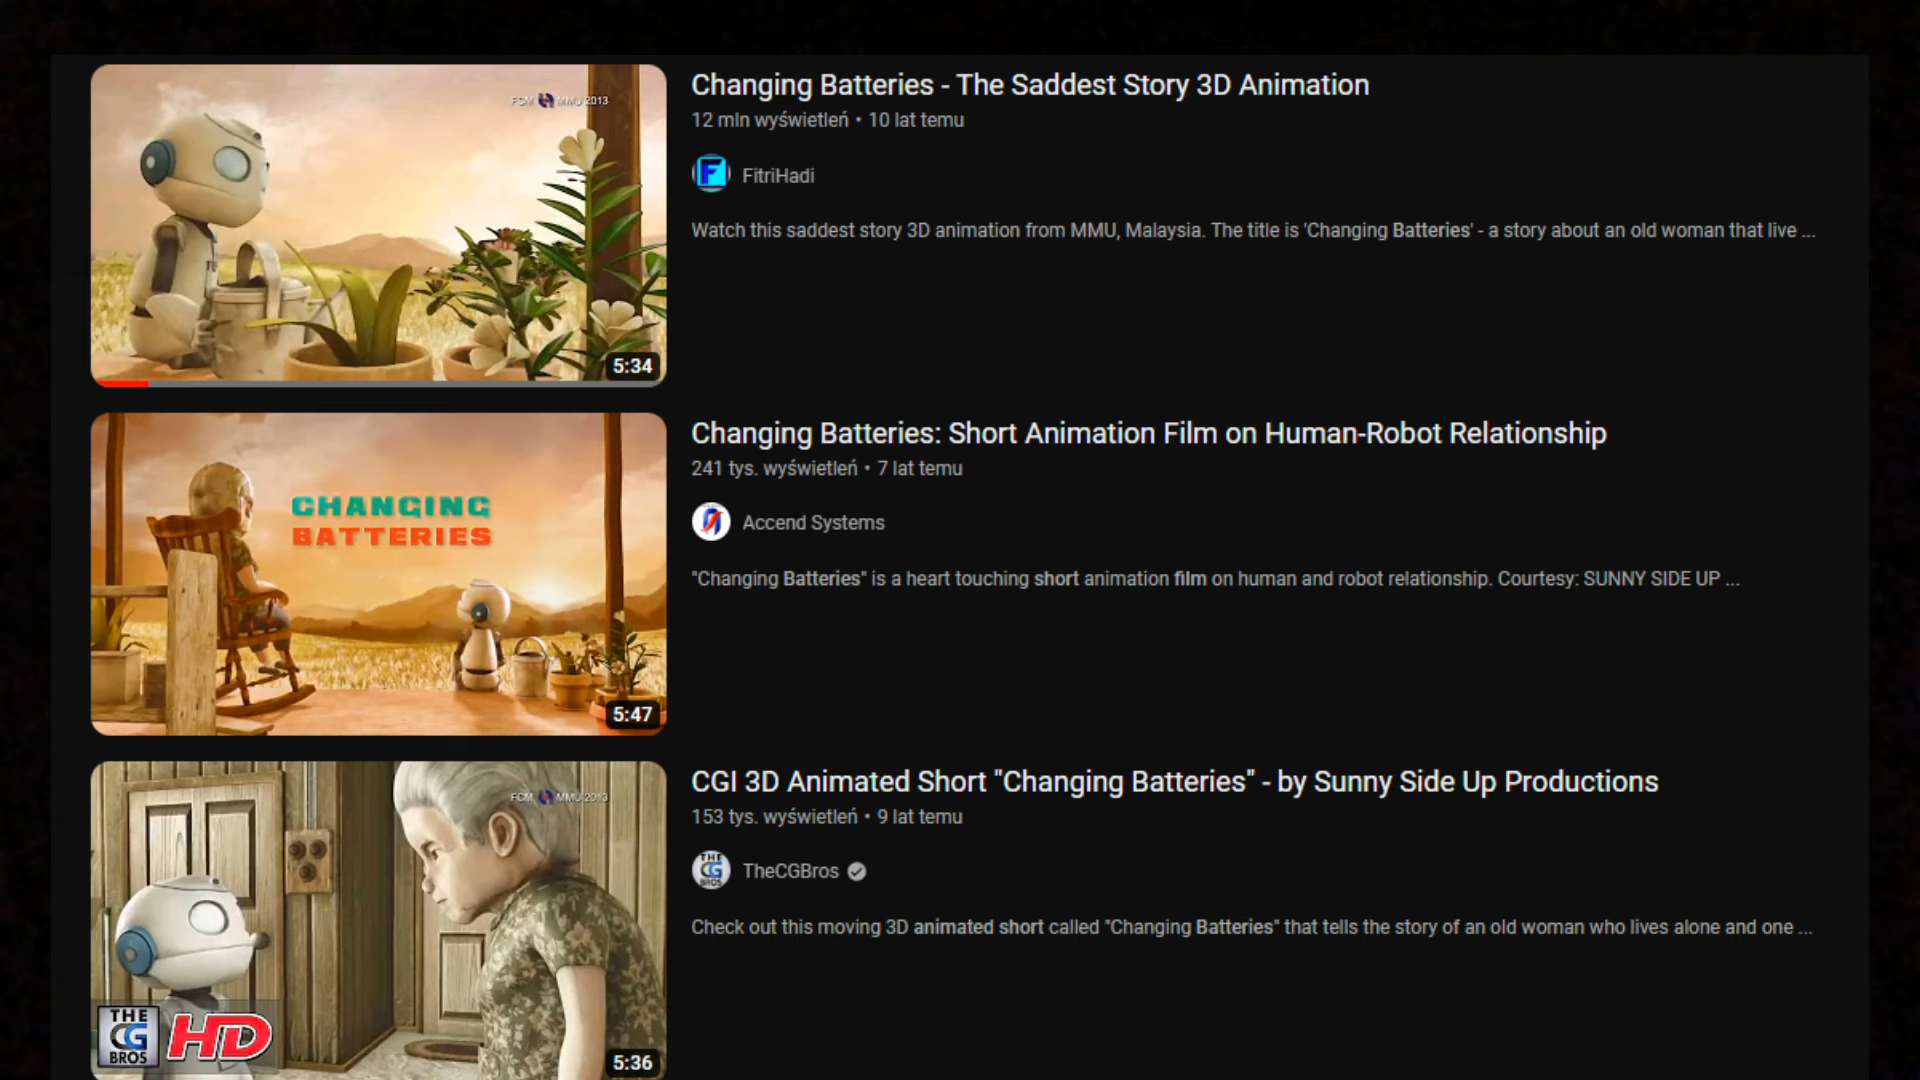 FCM MMU 2013
5:34
Changing Batteries - The Saddest Story 3D Animation
12 mln wyświetleń • 10 lat temu
F FitriHadi
Watch this saddest story 3D animation from MMU, Malaysia. The title is 'Changing Batteries' - a story about an old woman that live ...
CHANGING
BATTERIES
5:47
Changing Batteries: Short Animation Film on Human-Robot Relationship
241 tys. wyświetleń • 7 lat temu
Accend Systems
"Changing Batteries" is a heart touching short animation film on human and robot relationship. Courtesy: SUNNY SIDE UP ...
FCM MMU 2013
THE
CG
BROS
HD
5:36
CGI 3D Animated Short "Changing Batteries" - by Sunny Side Up Productions
153 tys. wyświetleń • 9 lat temu
THE
CG
BROS
TheCGBros
Check out this moving 3D animated short called "Changing Batteries" that tells the story of an old woman who lives alone and one ...